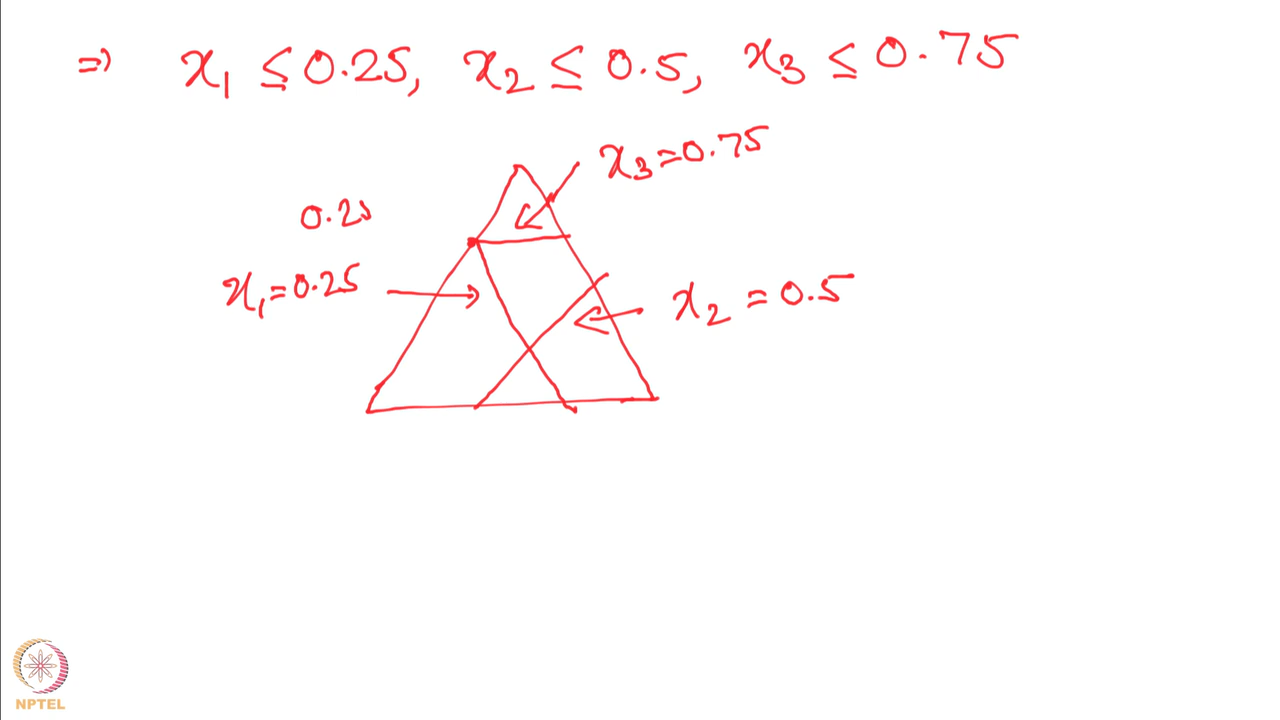 ⇒ x₁ ≤ 0.25, x₂ ≤ 0.5, x₃ ≤ 0.75
x₃ = 0.75
0.25
x₁ = 0.25
x₂ = 0.5
NPTEL